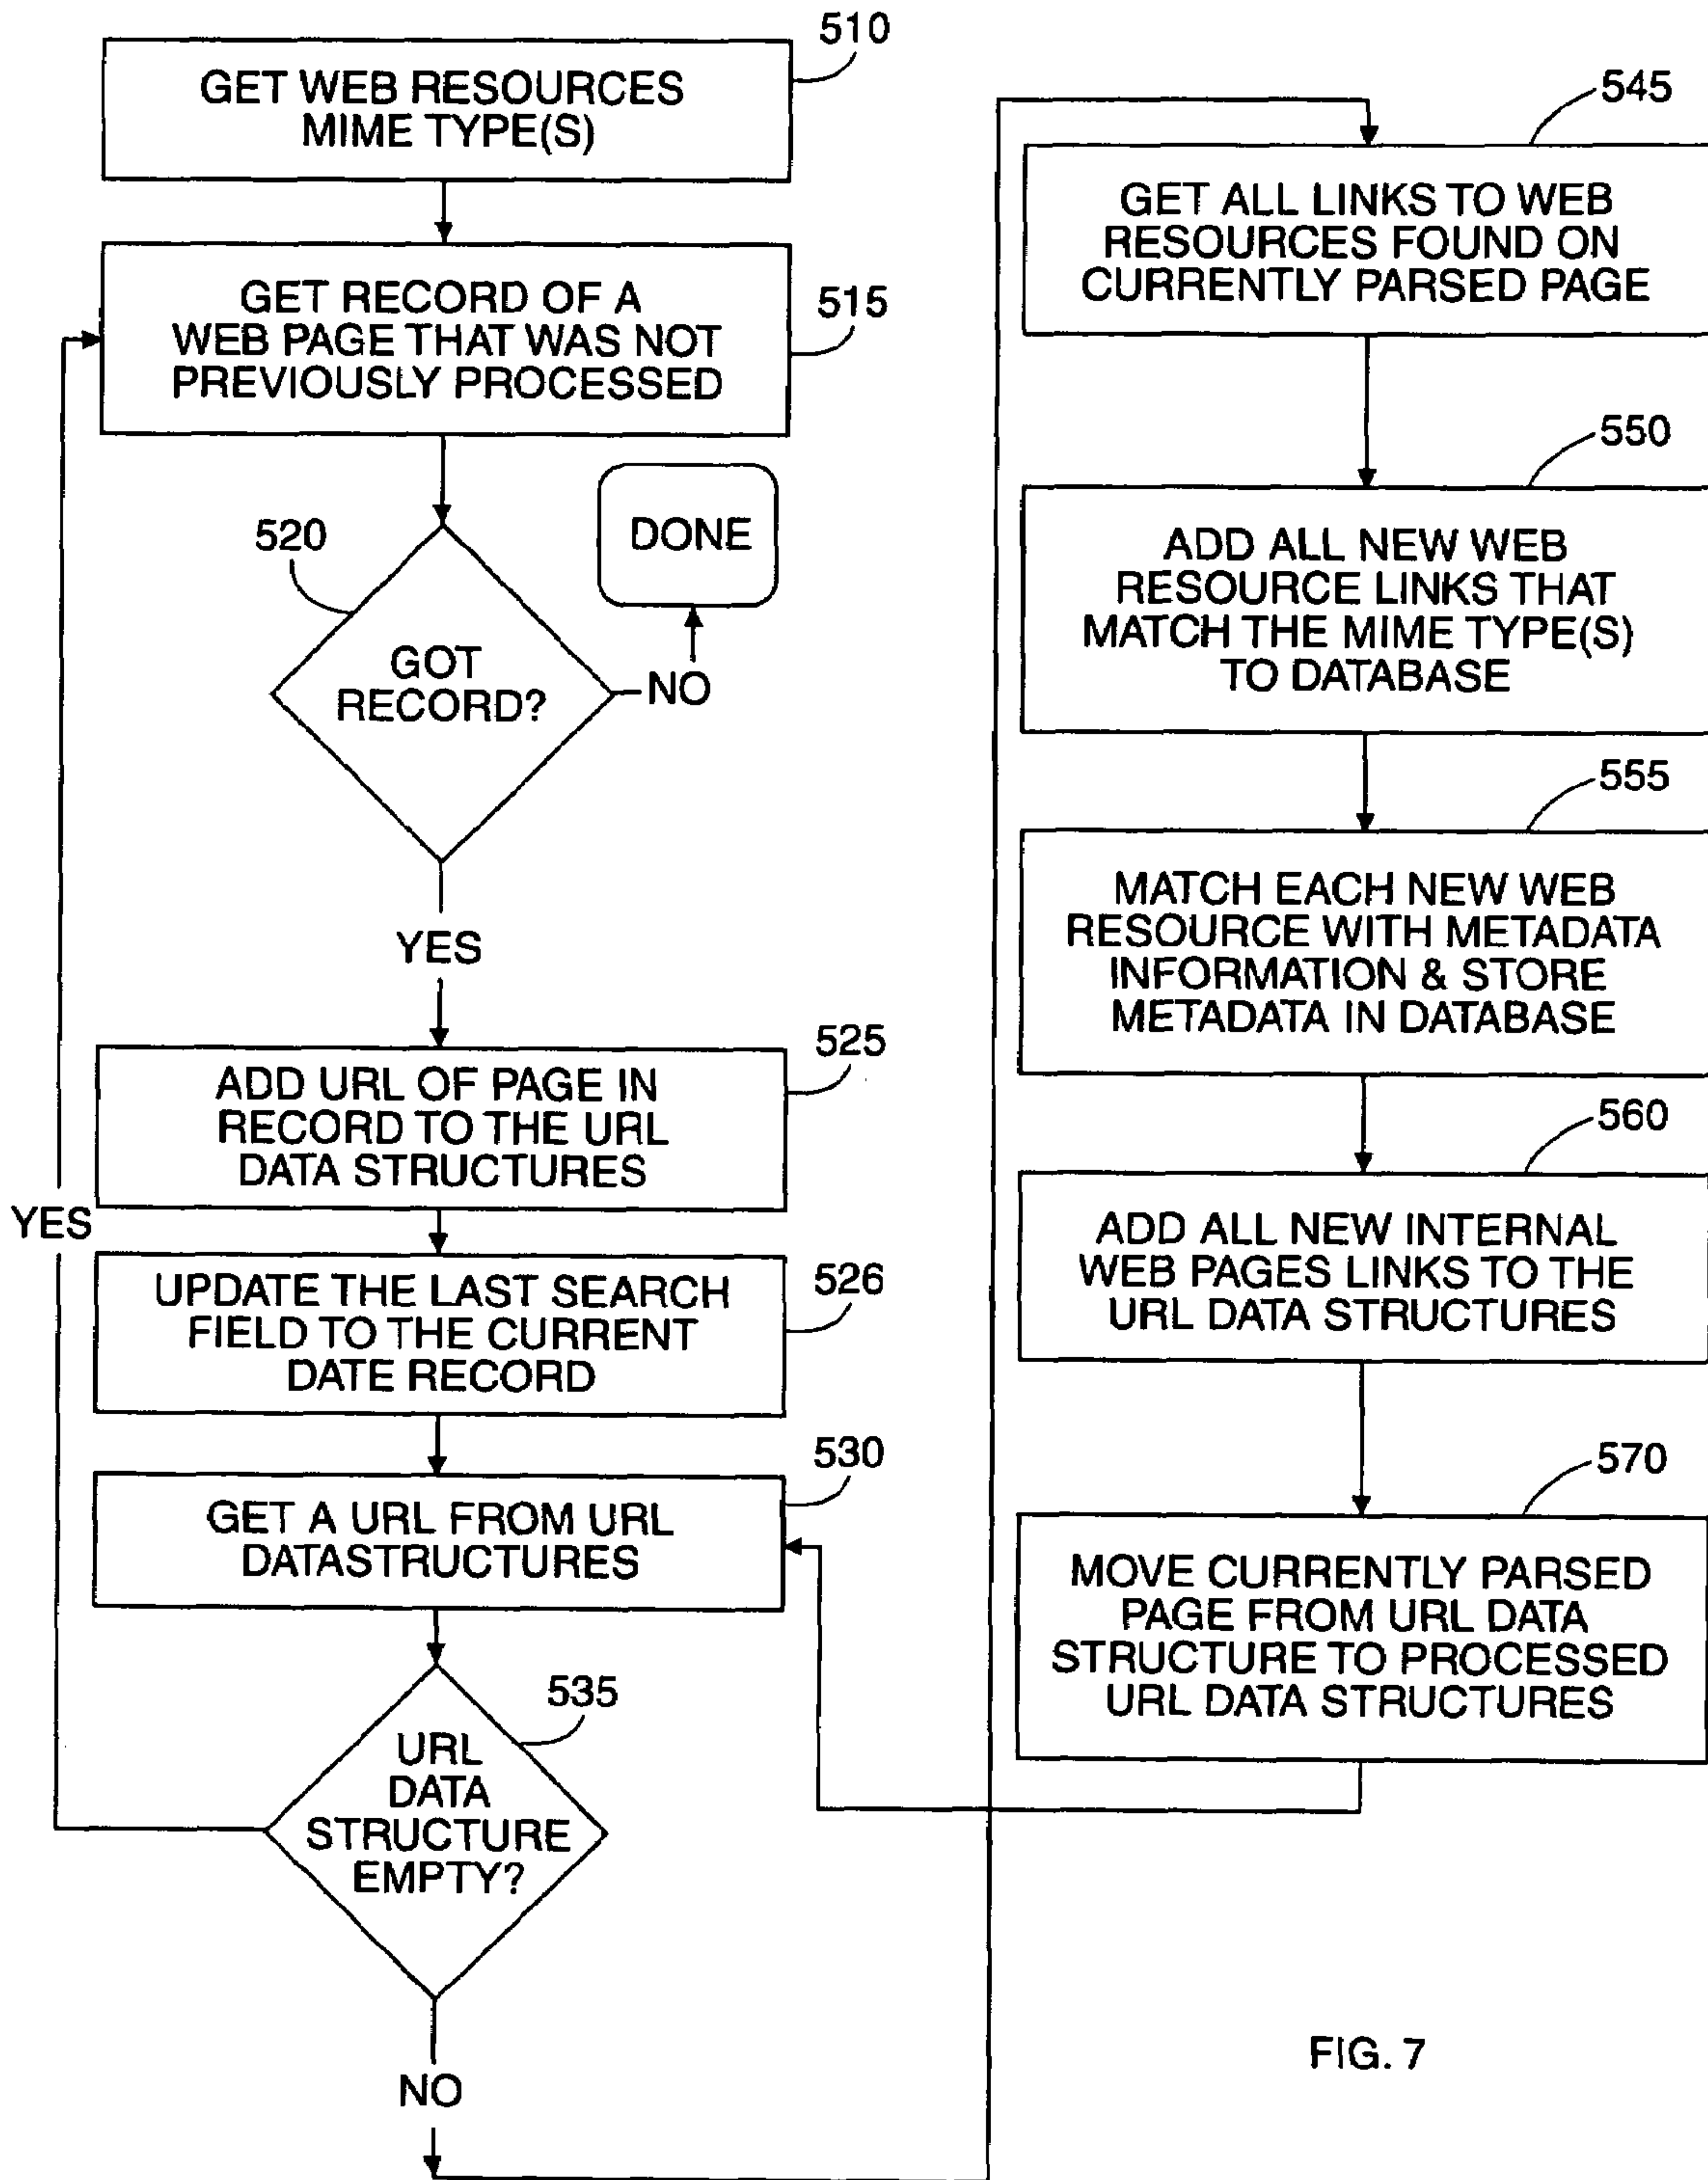 510
GET WEB RESOURCES
MIME TYPE(S)
515
GET RECORD OF A
WEB PAGE THAT WAS NOT
PREVIOUSLY PROCESSED
520
GOT
RECORD?
NO
DONE
YES
525
ADD URL OF PAGE IN
RECORD TO THE URL
DATA STRUCTURES
YES
526
UPDATE THE LAST SEARCH
FIELD TO THE CURRENT
DATE RECORD
530
GET A URL FROM URL
DATASTRUCTURES
535
URL
DATA
STRUCTURE
EMPTY?
NO
545
GET ALL LINKS TO WEB
RESOURCES FOUND ON
CURRENTLY PARSED PAGE
550
ADD ALL NEW WEB
RESOURCE LINKS THAT
MATCH THE MIME TYPE(S)
TO DATABASE
555
MATCH EACH NEW WEB
RESOURCE WITH METADATA
INFORMATION & STORE
METADATA IN DATABASE
560
ADD ALL NEW INTERNAL
WEB PAGES LINKS TO THE
URL DATA STRUCTURES
570
MOVE CURRENTLY PARSED
PAGE FROM URL DATA
STRUCTURE TO PROCESSED
URL DATA STRUCTURES
FIG. 7